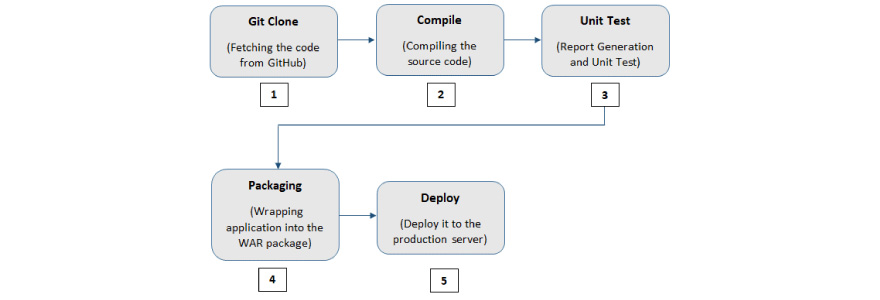 Git Clone
(Fetching the code
from GitHub)
1
Compile
(Compiling the
source code)
2
Unit Test
(Report Generation
and Unit Test)
3
Packaging
(Wrapping
application into the
WAR package)
4
Deploy
(Deploy it to the
production server)
5